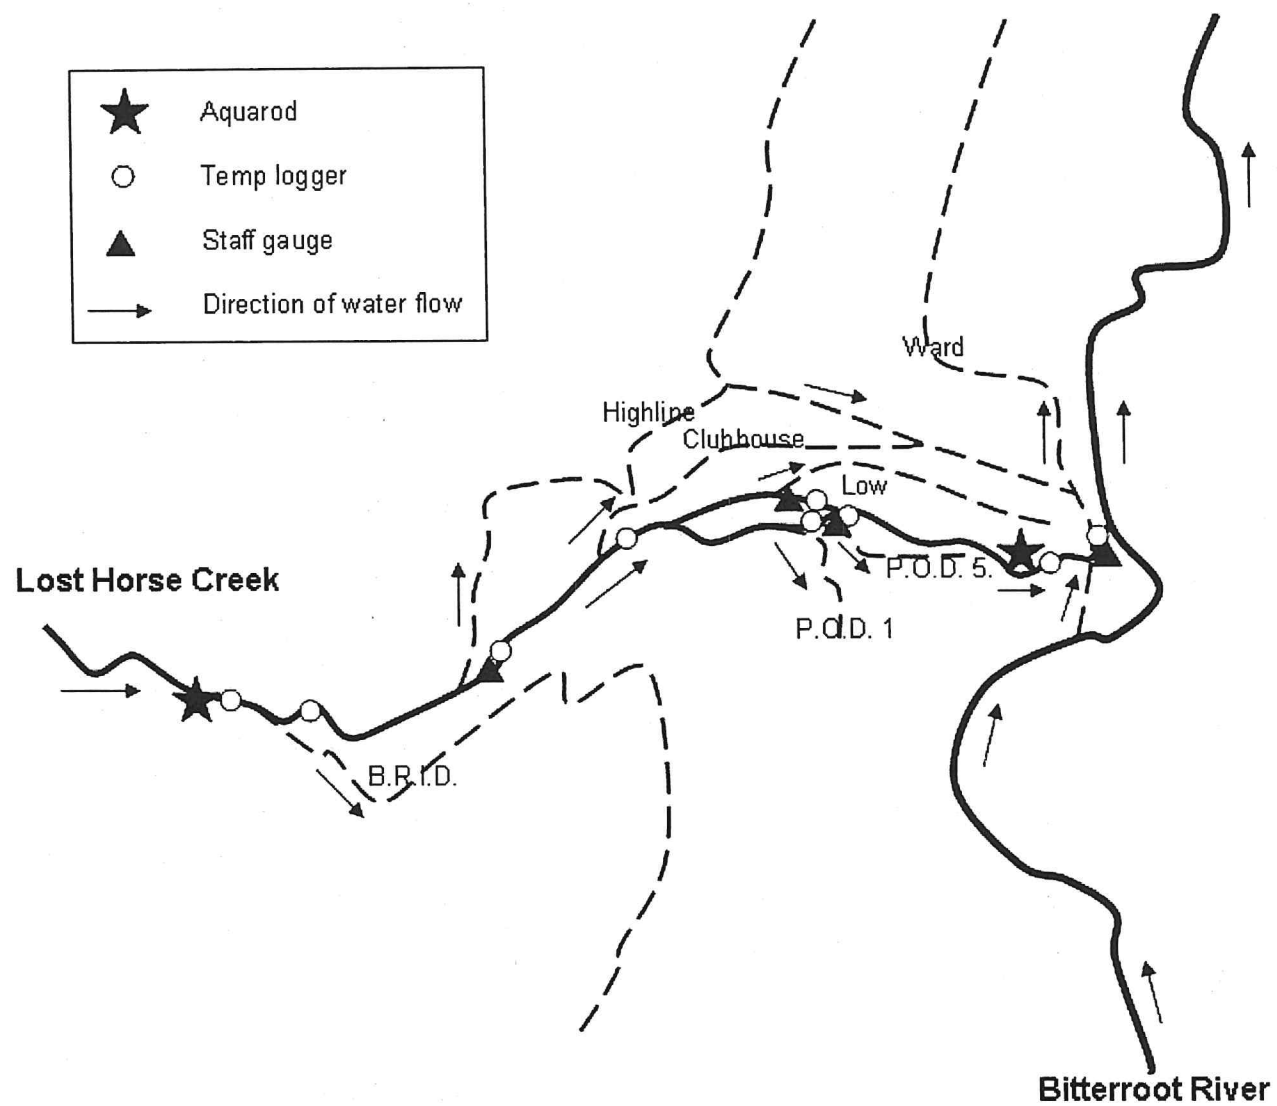 Aquarod
Temp logger
Staff gauge
Direction of water flow
Ward
Highline
Clubhouse
Low
Lost Horse Creek
P.O.D. 5.
P.O.D. 1
B.R.I.D.
Bitterroot River